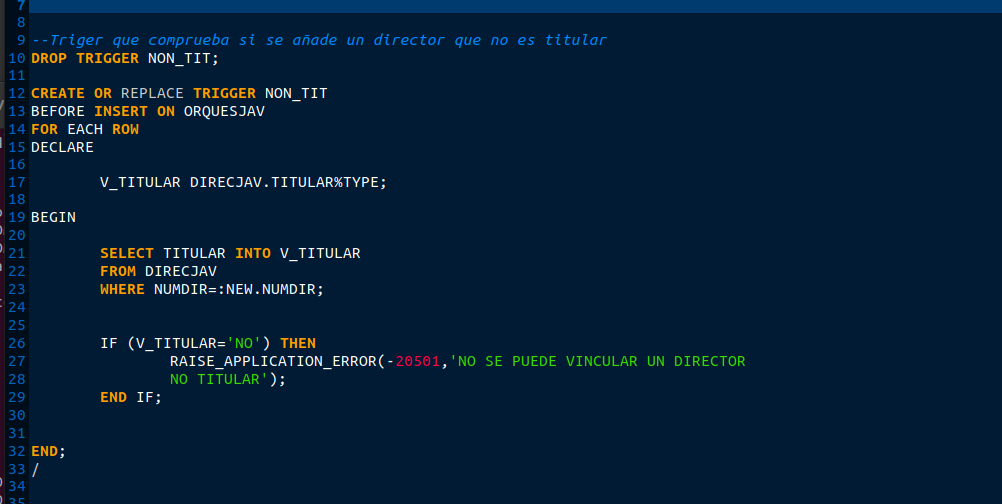 7
8
9 --Triger que comprueba si se añade un director que no es titular
10 DROP TRIGGER NON_TIT;
11
12 CREATE OR REPLACE TRIGGER NON_TIT
13 BEFORE INSERT ON ORQUESJAV
14 FOR EACH ROW
15 DECLARE
16
17 V_TITULAR DIRECJAV.TITULAR%TYPE;
18
19 BEGIN
20
21 SELECT TITULAR INTO V_TITULAR
22 FROM DIRECJAV
23 WHERE NUMDIR=:NEW.NUMDIR;
24
25
26 IF (V_TITULAR='NO') THEN
27 RAISE_APPLICATION_ERROR(-20501,'NO SE PUEDE VINCULAR UN DIRECTOR
28 NO TITULAR');
29 END IF;
30
31
32 END;
33 /
34
35